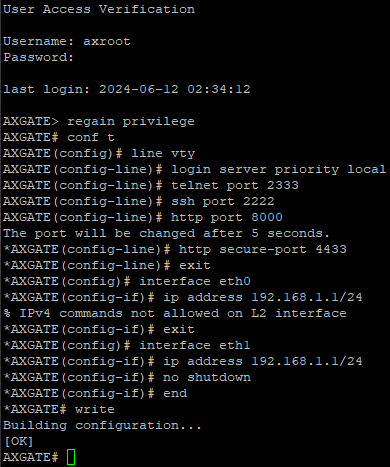 User Access Verification
Username: axroot
Password:
last login: 2024-06-12 02:34:12
AXGATE> regain privilege
AXGATE# conf t
AXGATE(config)# line vty
AXGATE(config-line)# login server priority local
AXGATE(config-line)# telnet port 2333
AXGATE(config-line)# ssh port 2222
AXGATE(config-line)# http port 8000
The port will be changed after 5 seconds.
*AXGATE(config-line)# http secure-port 4433
*AXGATE(config-line)# exit
*AXGATE(config)# interface eth0
*AXGATE(config-if)# ip address 192.168.1.1/24
% IPv4 commands not allowed on L2 interface
*AXGATE(config-if)# exit
*AXGATE(config)# interface eth1
*AXGATE(config-if)# ip address 192.168.1.1/24
*AXGATE(config-if)# no shutdown
*AXGATE(config-if)# end
*AXGATE# write
Building configuration...
[OK]
AXGATE#